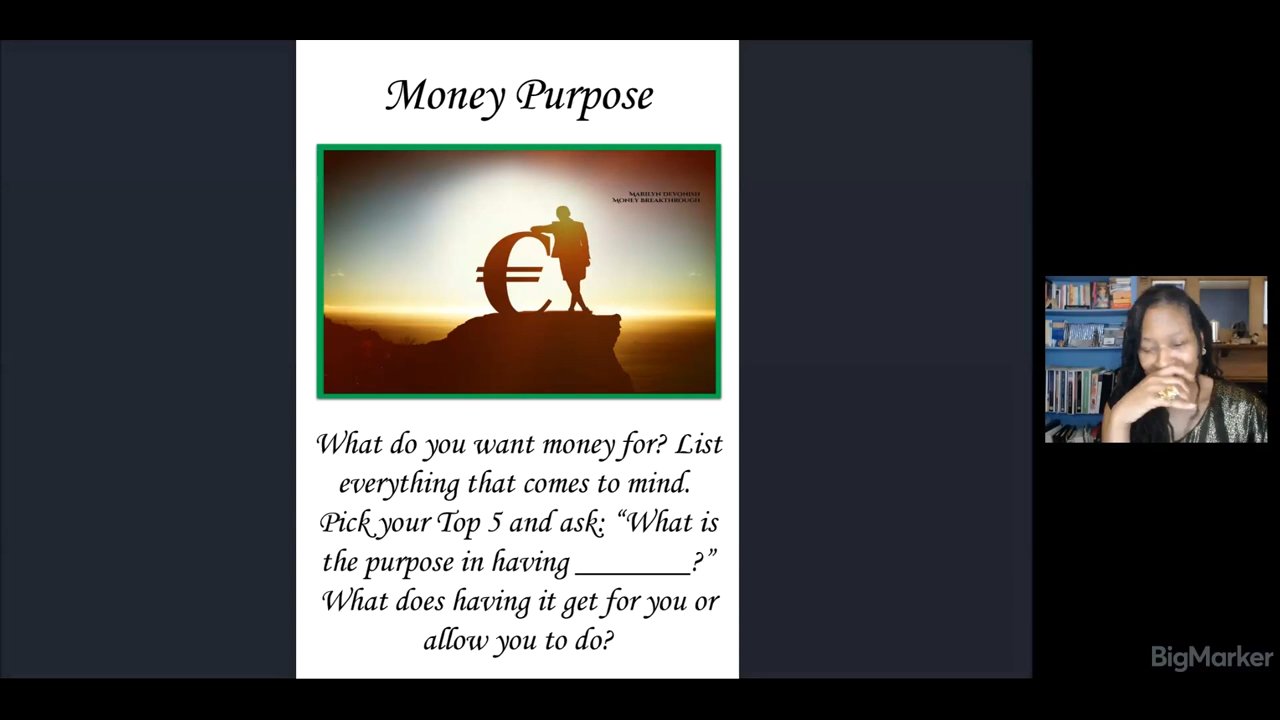 Money Purpose
MARILYN DEVONISH
MONEY BREAKTHROUGH
What do you want money for? List
everything that comes to mind.
Pick your Top 5 and ask: “What is
the purpose in having ________?”
What does having it get for you or
allow you to do?
BigMarker